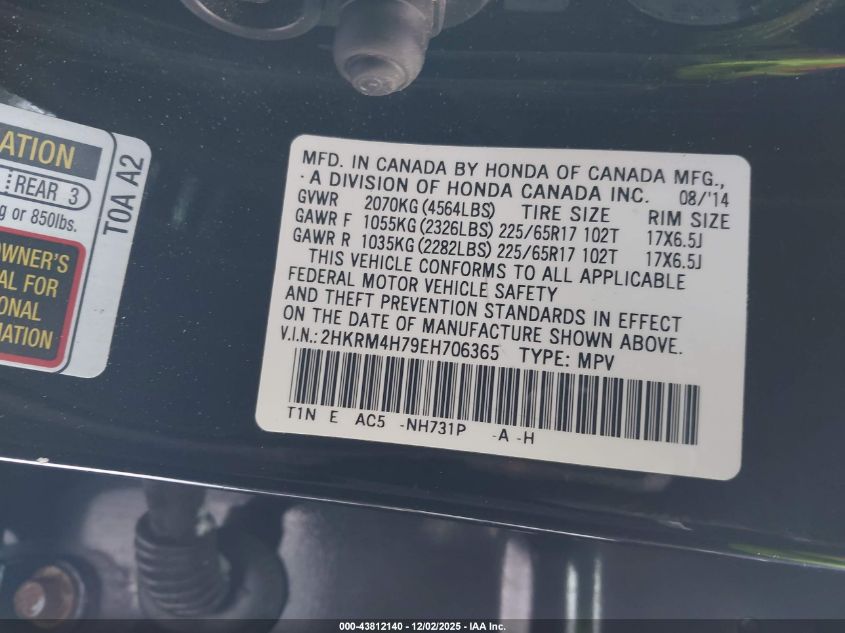 ATION
REAR 3
g or 850lbs.
OWNER'S
AL FOR
ONAL
MATION
T0A A2
MFD. IN CANADA BY HONDA OF CANADA MFG.,
A DIVISION OF HONDA CANADA INC. 08/'14
GVWR 2070KG (4564LBS) TIRE SIZE RIM SIZE
GAWR F 1055KG (2326LBS) 225/65R17 102T 17X6.5J
GAWR R 1035KG (2282LBS) 225/65R17 102T 17X6.5J
THIS VEHICLE CONFORMS TO ALL APPLICABLE
FEDERAL MOTOR VEHICLE SAFETY
AND THEFT PREVENTION STANDARDS IN EFFECT
ON THE DATE OF MANUFACTURE SHOWN ABOVE.
V.I.N.: 2HKRM4H79EH706365 TYPE: MPV
T1N E AC5 -NH731P -A -H
000-43812140 - 12/02/2025 - IAA Inc.